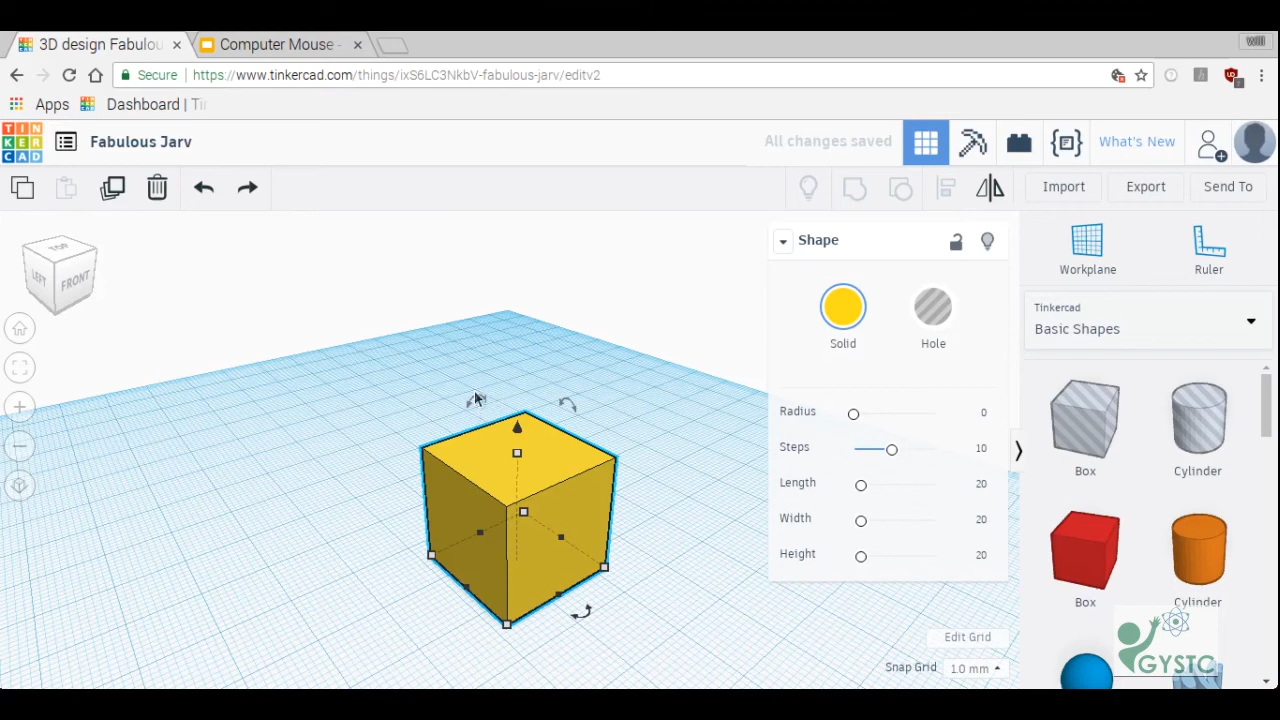 3D design Fabulou
Computer Mouse -
Will
Secure
https://www.tinkercad.com/things/ixS6LC3NkbV-fabulous-jarv/editv2
Apps
Dashboard | Ti
TIN
KER
CAD
Fabulous Jarv
All changes saved
What's New
Import
Export
Send To
TOP
LEFT
FRONT
Shape
Solid
Hole
Radius 0
Steps 10
Length 20
Width 20
Height 20
Edit Grid
Snap Grid 1.0 mm
Workplane
Ruler
Tinkercad
Basic Shapes
Box
Cylinder
Box
Cylinder
GYSTC